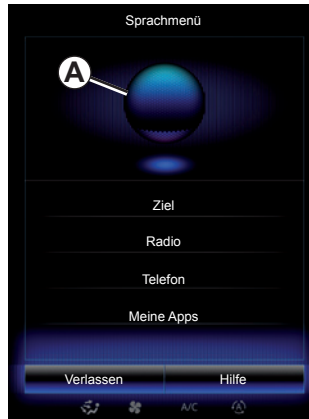 Sprachmenü
A
Ziel
Radio
Telefon
Meine Apps
Verlassen Hilfe
A/C A